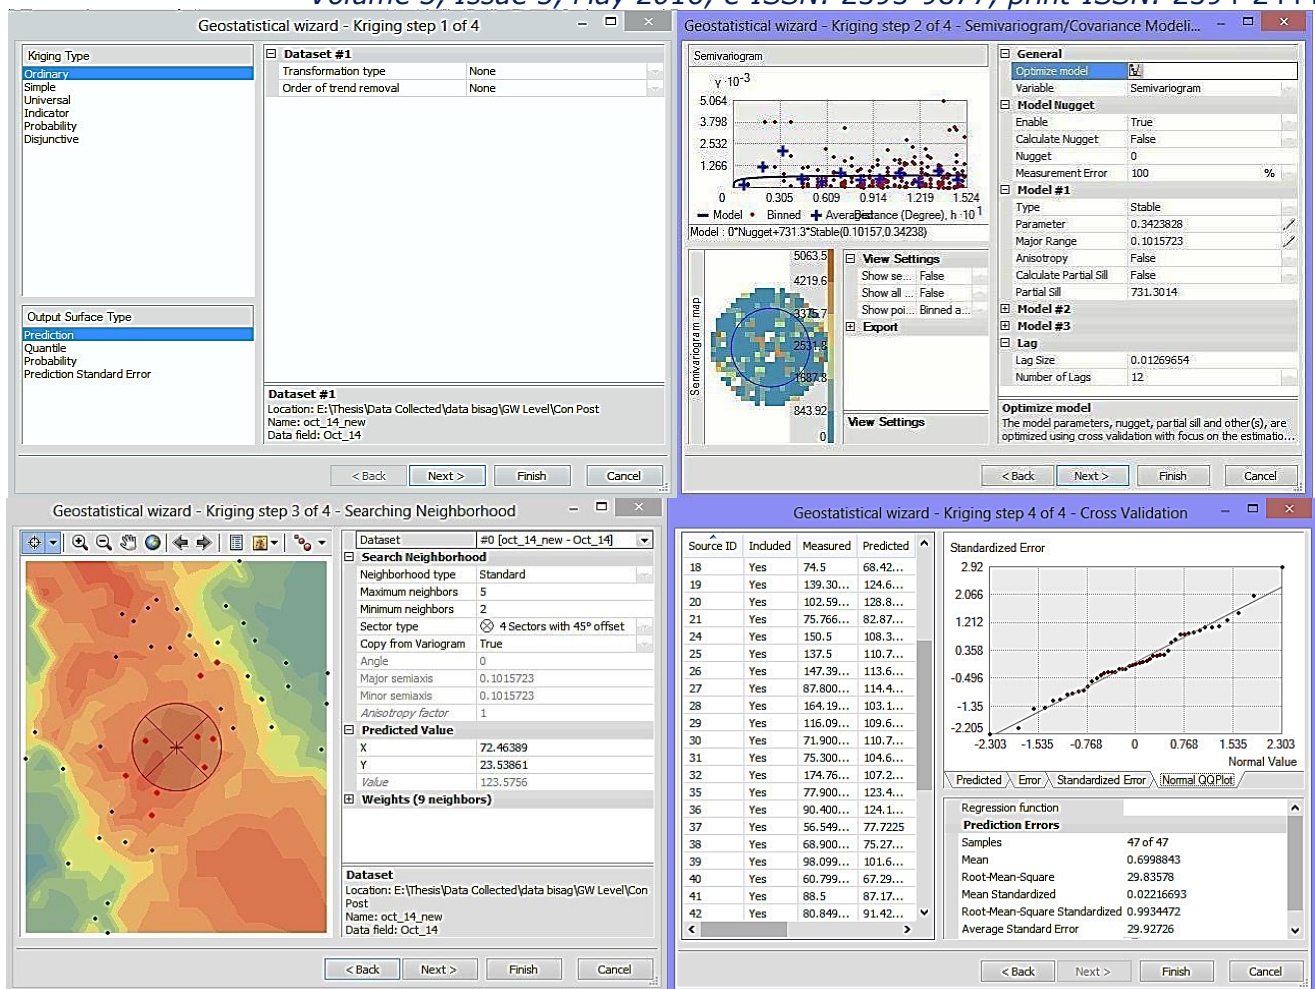 Volume 3, Issue 3, May 2016, e-ISSN: 2393-9877, print-ISSN: 2394-2444
Geostatistical wizard - Kriging step 1 of 4
Kriging Type
Ordinary
Simple
Universal
Indicator
Probability
Disjunctive
Output Surface Type
Prediction
Quantile
Probability
Prediction Standard Error
Dataset #1
Transformation type None
Order of trend removal None
Dataset #1
Location: E:\Thesis\Data Collected\data bisag\GW Level\Con Post
Name: oct_14_new
Data field: Oct_14
< Back Next > Finish Cancel
Geostatistical wizard - Kriging step 2 of 4 - Semivariogram/Covariance Modeli...
Semivariogram
γ ·10⁻³
5.064
3.798
2.532
1.266
0 0.305 0.609 0.914 1.219 1.524
Model Binned Averaged Distance (Degree), h ·10¹
Model : 0*Nugget+731.3*Stable(0.10157,0.34238)
Semivariogram map
5063.5
4219.6
3375.7
2531.8
1687.8
843.92
0
View Settings
Show se... False
Show all ... False
Show poi... Binned a...
Export
View Settings
General
Optimize model
Variable Semivariogram
Model Nugget
Enable True
Calculate Nugget False
Nugget 0
Measurement Error 100 %
Model #1
Type Stable
Parameter 0.3423828
Major Range 0.1015723
Anisotropy False
Calculate Partial Sill False
Partial Sill 731.3014
Model #2
Model #3
Lag
Lag Size 0.01269654
Number of Lags 12
Optimize model
The model parameters, nugget, partial sill and other(s), are
optimized using cross validation with focus on the estimatio...
< Back Next > Finish Cancel
Geostatistical wizard - Kriging step 3 of 4 - Searching Neighborhood
Dataset #0 [oct_14_new - Oct_14]
Search Neighborhood
Neighborhood type Standard
Maximum neighbors 5
Minimum neighbors 2
Sector type 4 Sectors with 45° offset
Copy from Variogram True
Angle 0
Major semiaxis 0.1015723
Minor semiaxis 0.1015723
Anisotropy factor 1
Predicted Value
X 72.46389
Y 23.53861
Value 123.5756
Weights (9 neighbors)
Dataset
Location: E:\Thesis\Data Collected\data bisag\GW Level\Con
Post
Name: oct_14_new
Data field: Oct_14
< Back Next > Finish Cancel
Geostatistical wizard - Kriging step 4 of 4 - Cross Validation
Source ID Included Measured Predicted
18 Yes 74.5 68.42...
19 Yes 139.30... 124.6...
20 Yes 102.59... 128.8...
21 Yes 75.766... 82.87...
24 Yes 150.5 108.3...
25 Yes 137.5 110.7...
26 Yes 147.39... 113.6...
27 Yes 87.800... 114.4...
28 Yes 164.19... 103.1...
29 Yes 116.09... 109.6...
30 Yes 71.900... 110.7...
31 Yes 75.300... 104.6...
32 Yes 174.76... 107.2...
35 Yes 77.900... 123.4...
36 Yes 90.400... 124.1...
37 Yes 56.549... 77.7225
38 Yes 68.900... 75.27...
39 Yes 98.099... 101.6...
40 Yes 60.799... 67.29...
41 Yes 88.5 87.17...
42 Yes 80.849... 91.42...
Standardized Error
2.92
2.066
1.212
0.358
-0.496
-1.35
-2.205
-2.303 -1.535 -0.768 0 0.768 1.535 2.303
Normal Value
Predicted Error Standardized Error Normal QQPlot
Regression function
Prediction Errors
Samples 47 of 47
Mean 0.6998843
Root-Mean-Square 29.83578
Mean Standardized 0.02216693
Root-Mean-Square Standardized 0.9934472
Average Standard Error 29.92726
< Back Next > Finish Cancel